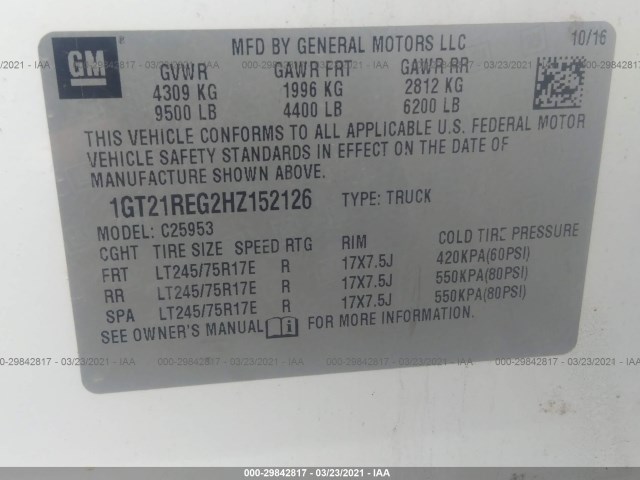 GM
MFD BY GENERAL MOTORS LLC 10/16
GVWR GAWR FRT GAWR RR
4309 KG 1996 KG 2812 KG
9500 LB 4400 LB 6200 LB
THIS VEHICLE CONFORMS TO ALL APPLICABLE U.S. FEDERAL MOTOR
VEHICLE SAFETY STANDARDS IN EFFECT ON THE DATE OF
MANUFACTURE SHOWN ABOVE.
1GT21REG2HZ152126 TYPE: TRUCK
MODEL: C25953
CGHT TIRE SIZE SPEED RTG RIM COLD TIRE PRESSURE
FRT LT245/75R17E R 17X7.5J 420KPA(60PSI)
RR LT245/75R17E R 17X7.5J 550KPA(80PSI)
SPA LT245/75R17E R 17X7.5J 550KPA(80PSI)
SEE OWNER'S MANUAL FOR MORE INFORMATION.
000-29842817 - 03/23/2021 - IAA